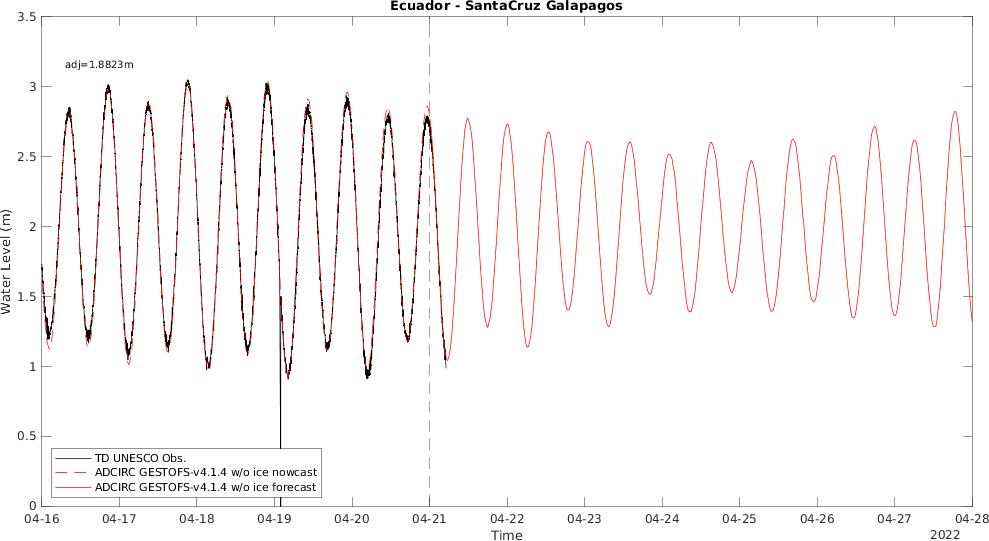 Ecuador - SantaCruz Galapagos
3.5
adj=1.8823m
3
2.5
2
Water Level (m)
1.5
1
0.5
TD UNESCO Obs.
ADCIRC GESTOFS-v4.1.4 w/o ice nowcast
ADCIRC GESTOFS-v4.1.4 w/o ice forecast
0
04-16 04-17 04-18 04-19 04-20 04-21 04-22 04-23 04-24 04-25 04-26 04-27 04-28
Time
2022